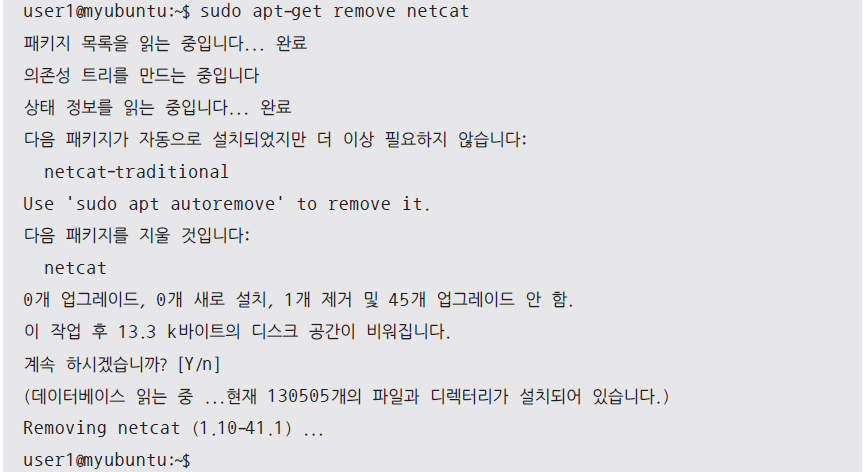 user1@myubuntu:~$ sudo apt-get remove netcat
패키지 목록을 읽는 중입니다... 완료
의존성 트리를 만드는 중입니다
상태 정보를 읽는 중입니다... 완료
다음 패키지가 자동으로 설치되었지만 더 이상 필요하지 않습니다:
netcat-traditional
Use 'sudo apt autoremove' to remove it.
다음 패키지를 지울 것입니다:
netcat
0개 업그레이드, 0개 새로 설치, 1개 제거 및 45개 업그레이드 안 함.
이 작업 후 13.3 k바이트의 디스크 공간이 비워집니다.
계속 하시겠습니까? [Y/n]
(데이터베이스 읽는 중 ...현재 130505개의 파일과 디렉터리가 설치되어 있습니다.)
Removing netcat (1.10-41.1) ...
user1@myubuntu:~$